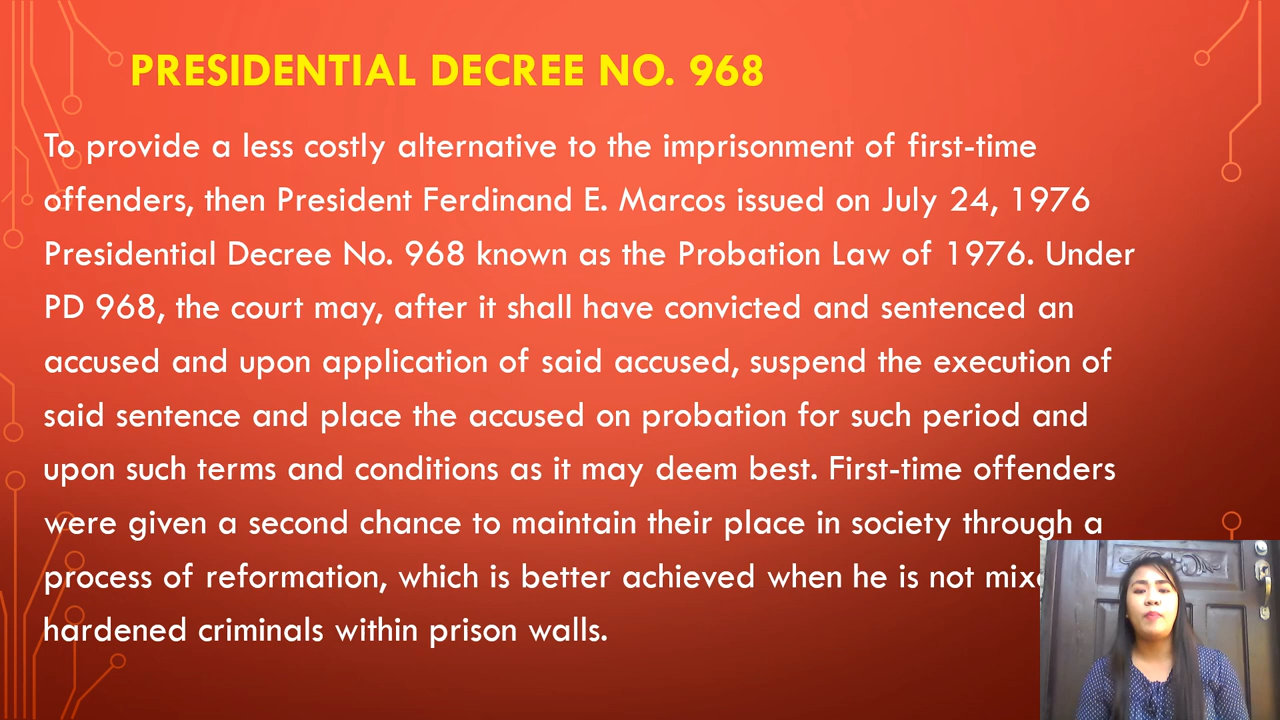 PRESIDENTIAL DECREE NO. 968
To provide a less costly alternative to the imprisonment of first-time
offenders, then President Ferdinand E. Marcos issued on July 24, 1976
Presidential Decree No. 968 known as the Probation Law of 1976. Under
PD 968, the court may, after it shall have convicted and sentenced an
accused and upon application of said accused, suspend the execution of
said sentence and place the accused on probation for such period and
upon such terms and conditions as it may deem best. First-time offenders
were given a second chance to maintain their place in society through a
process of reformation, which is better achieved when he is not
hardened criminals within prison walls.